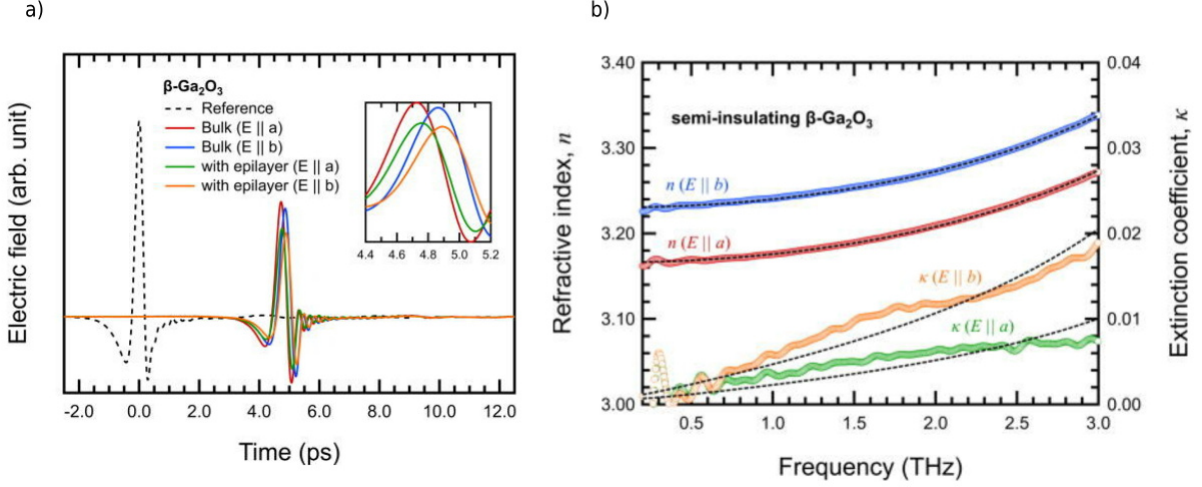 a)
β-Ga₂O₃
Reference
Bulk (E || a)
Bulk (E || b)
with epilayer (E || a)
with epilayer (E || b)
4.4 4.6 4.8 5.0 5.2
Electric field (arb. unit)
-2.0 0.0 2.0 4.0 6.0 8.0 10.0 12.0
Time (ps)
b)
3.40
3.30
3.20
3.10
3.00
Refractive index, n
semi-insulating β-Ga₂O₃
n (E || b)
n (E || a)
κ (E || b)
κ (E || a)
0.04
0.03
0.02
0.01
0.00
Extinction coefficient, κ
0.5 1.0 1.5 2.0 2.5 3.0
Frequency (THz)